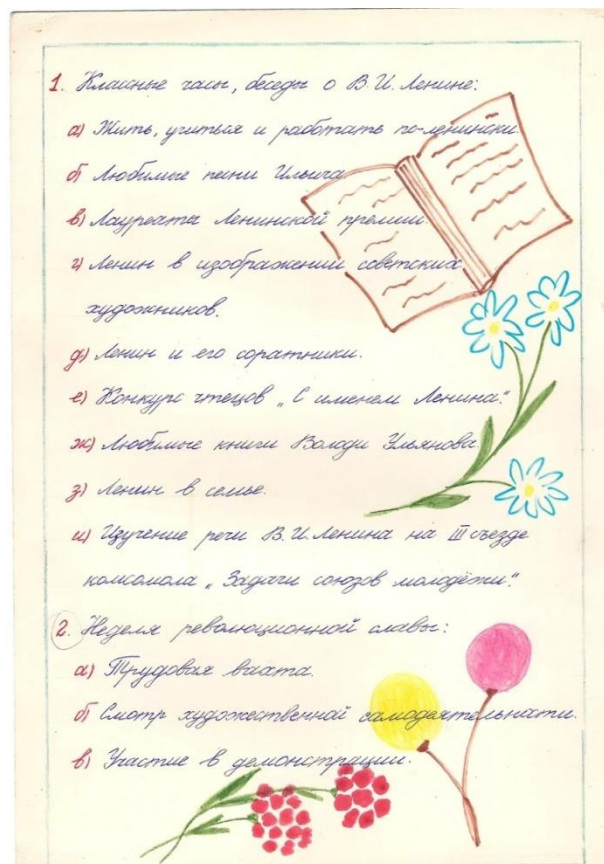 1. Классные часы, беседы о В. И. Ленине:
а) Жить, учиться и работать по-ленински.
б) Любимые песни Ильича
в) Лауреаты Ленинской премии.
г) Ленин в изображении советских
художников.
д) Ленин и его соратники.
е) Конкурс чтецов „С именем Ленина."
ж) Любимые книги Володи Ульянова
з) Ленин в семье.
и) Изучение речи В. И. Ленина на III съезде
комсомола „Задачи союзов молодёжи."
2. Неделя революционной славы:
а) Трудовая вахта.
б) Смотр художественной самодеятельности.
в) Участие в демонстрации.